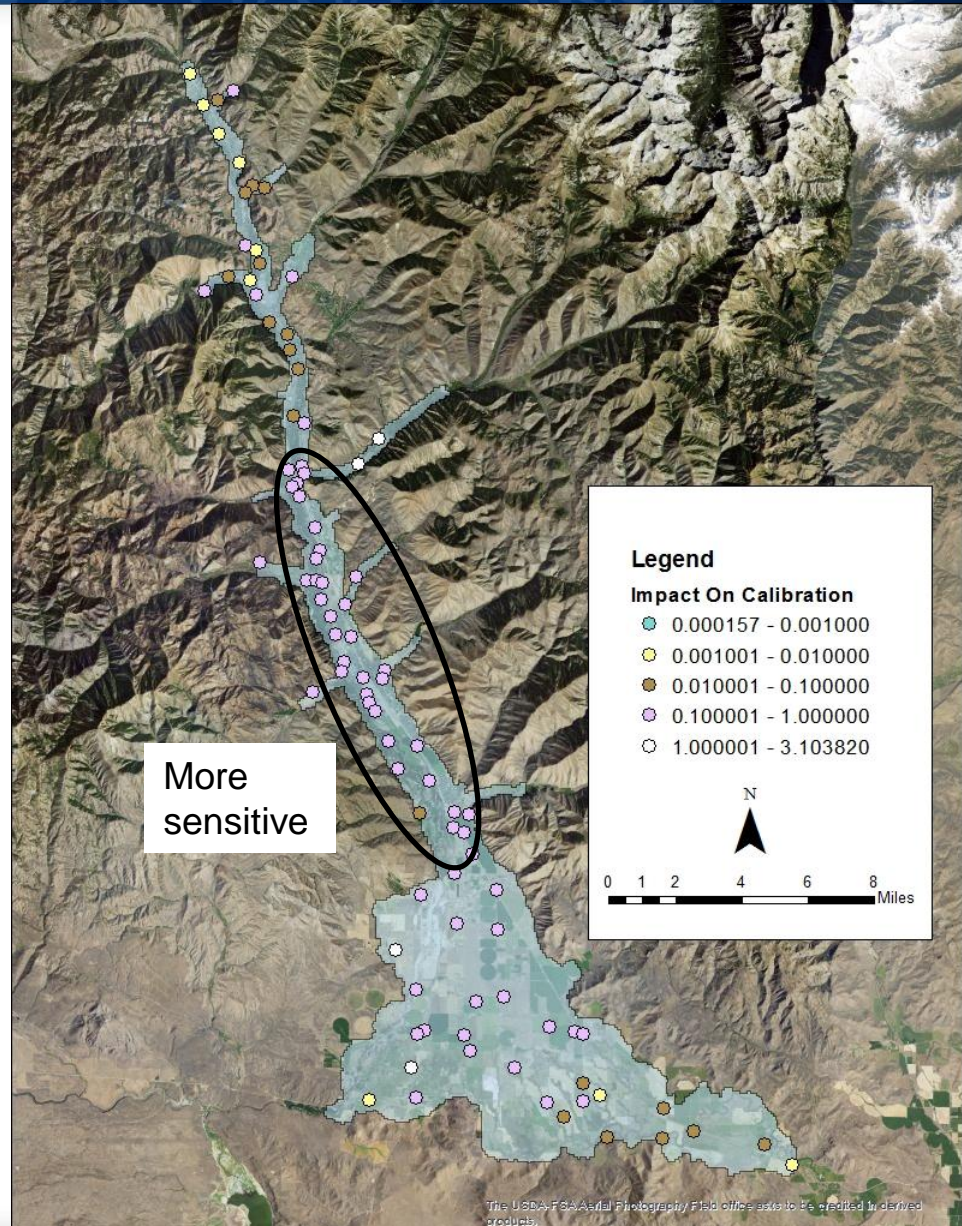 More
sensitive
Legend
Impact On Calibration
0.000157 - 0.001000
0.001001 - 0.010000
0.010001 - 0.100000
0.100001 - 1.000000
1.000001 - 3.103820
N
0 1 2 4 6 8
Miles
The USDA-FSA Aerial Photography Field office asks to be credited in derived
products.